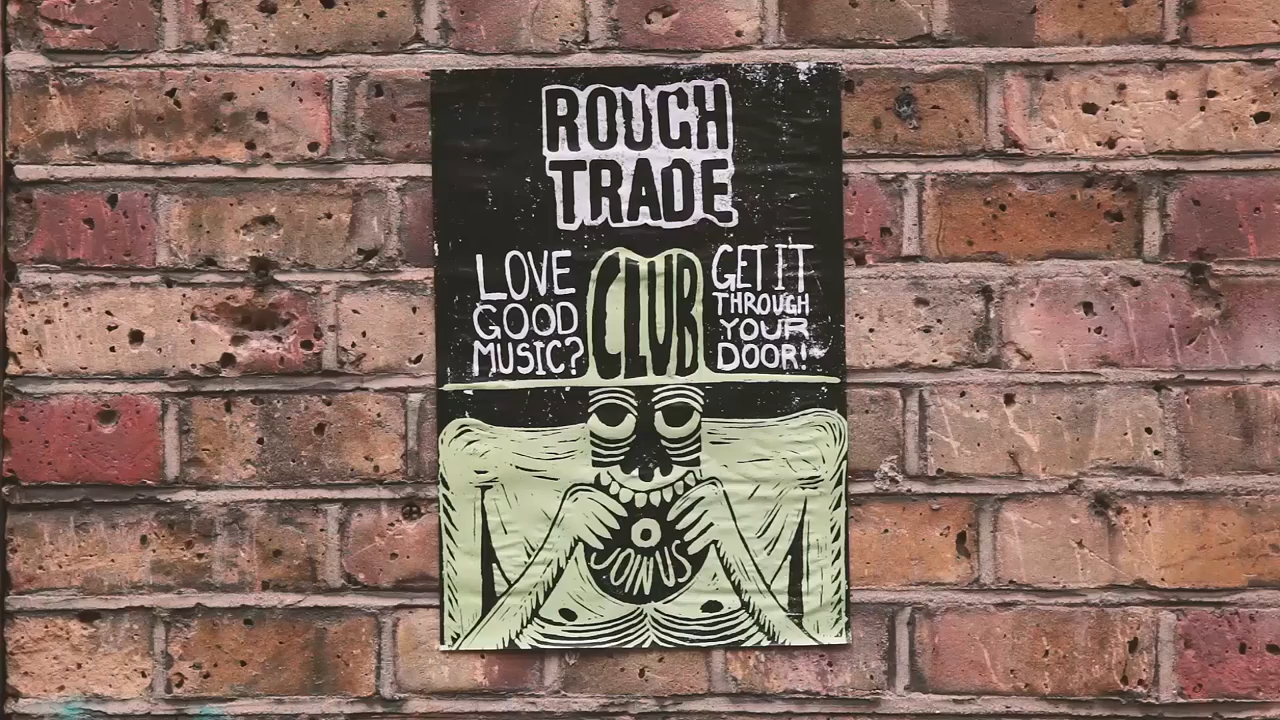 ROUGH
TRADE
LOVE
GOOD
MUSIC?
CLUB
GET IT
THROUGH
YOUR
DOOR!
JOIN US